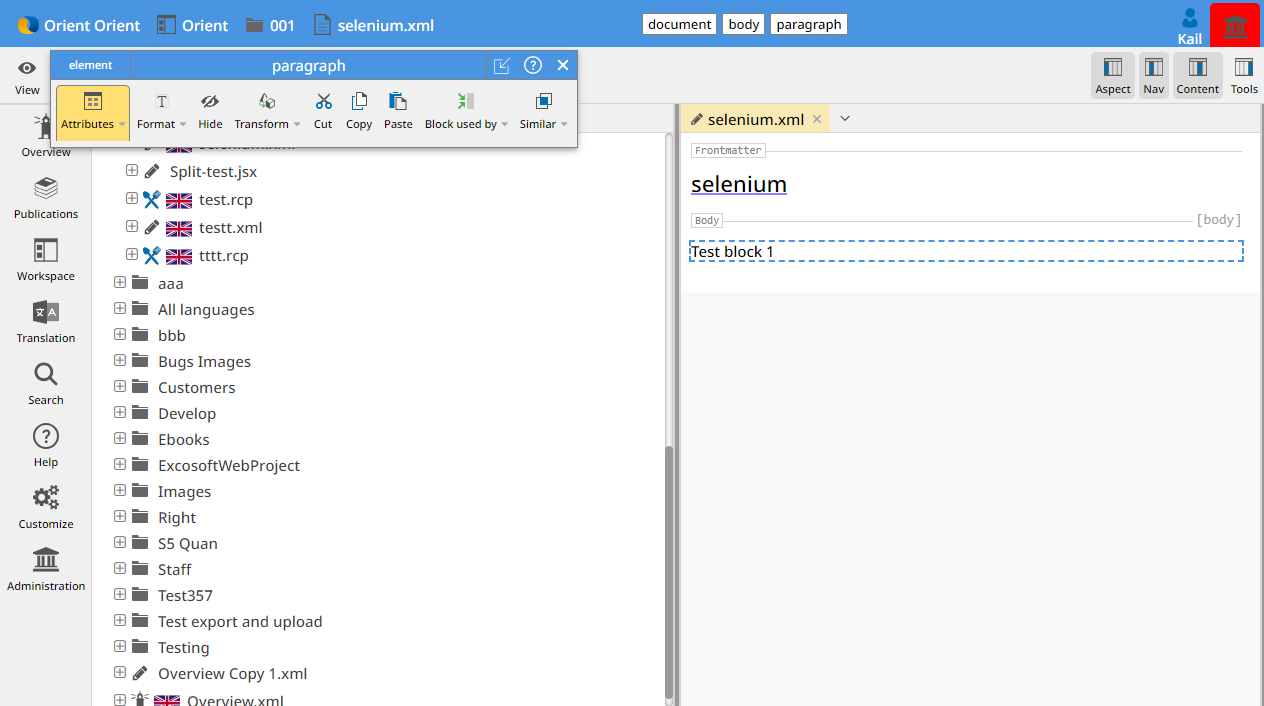 Orient Orient Orient 001 selenium.xml document body paragraph Kail
View element paragraph Aspect Nav Content Tools
Attributes Format Hide Transform Cut Copy Paste Block used by Similar
Overview
Publications
Workspace
Translation
Search
Help
Customize
Administration
Split-test.jsx
test.rcp
testt.xml
tttt.rcp
aaa
All languages
bbb
Bugs Images
Customers
Develop
Ebooks
ExcosoftWebProject
Images
Right
S5 Quan
Staff
Test357
Test export and upload
Testing
Overview Copy 1.xml
Overview.xml
selenium.xml
Frontmatter
selenium
Body [body]
Test block 1